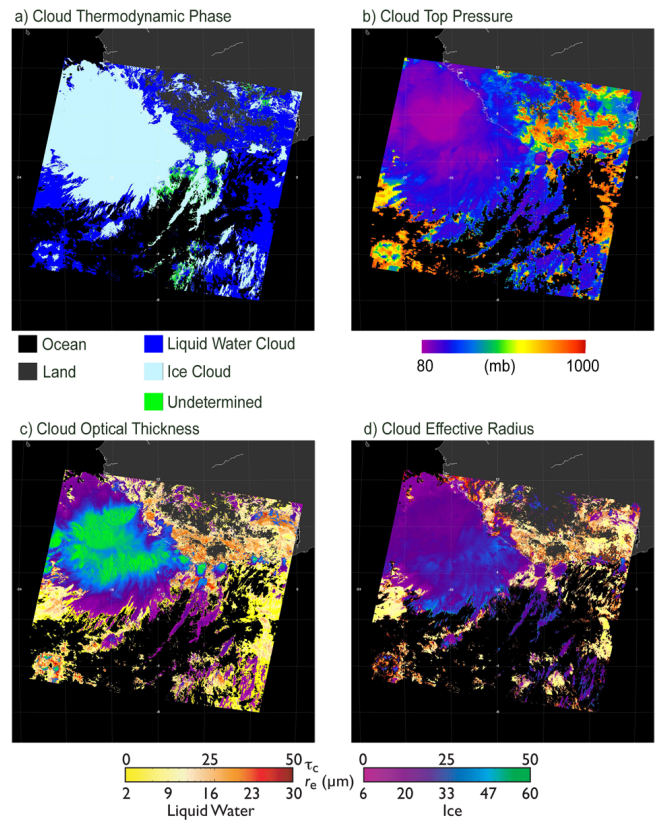 a) Cloud Thermodynamic Phase
b) Cloud Top Pressure
Ocean
Land
Liquid Water Cloud
Ice Cloud
Undetermined
80 (mb) 1000
c) Cloud Optical Thickness
d) Cloud Effective Radius
0 25 50 τc 0 25 50
2 9 16 23 30 re (μm) 6 20 33 47 60
Liquid Water Ice